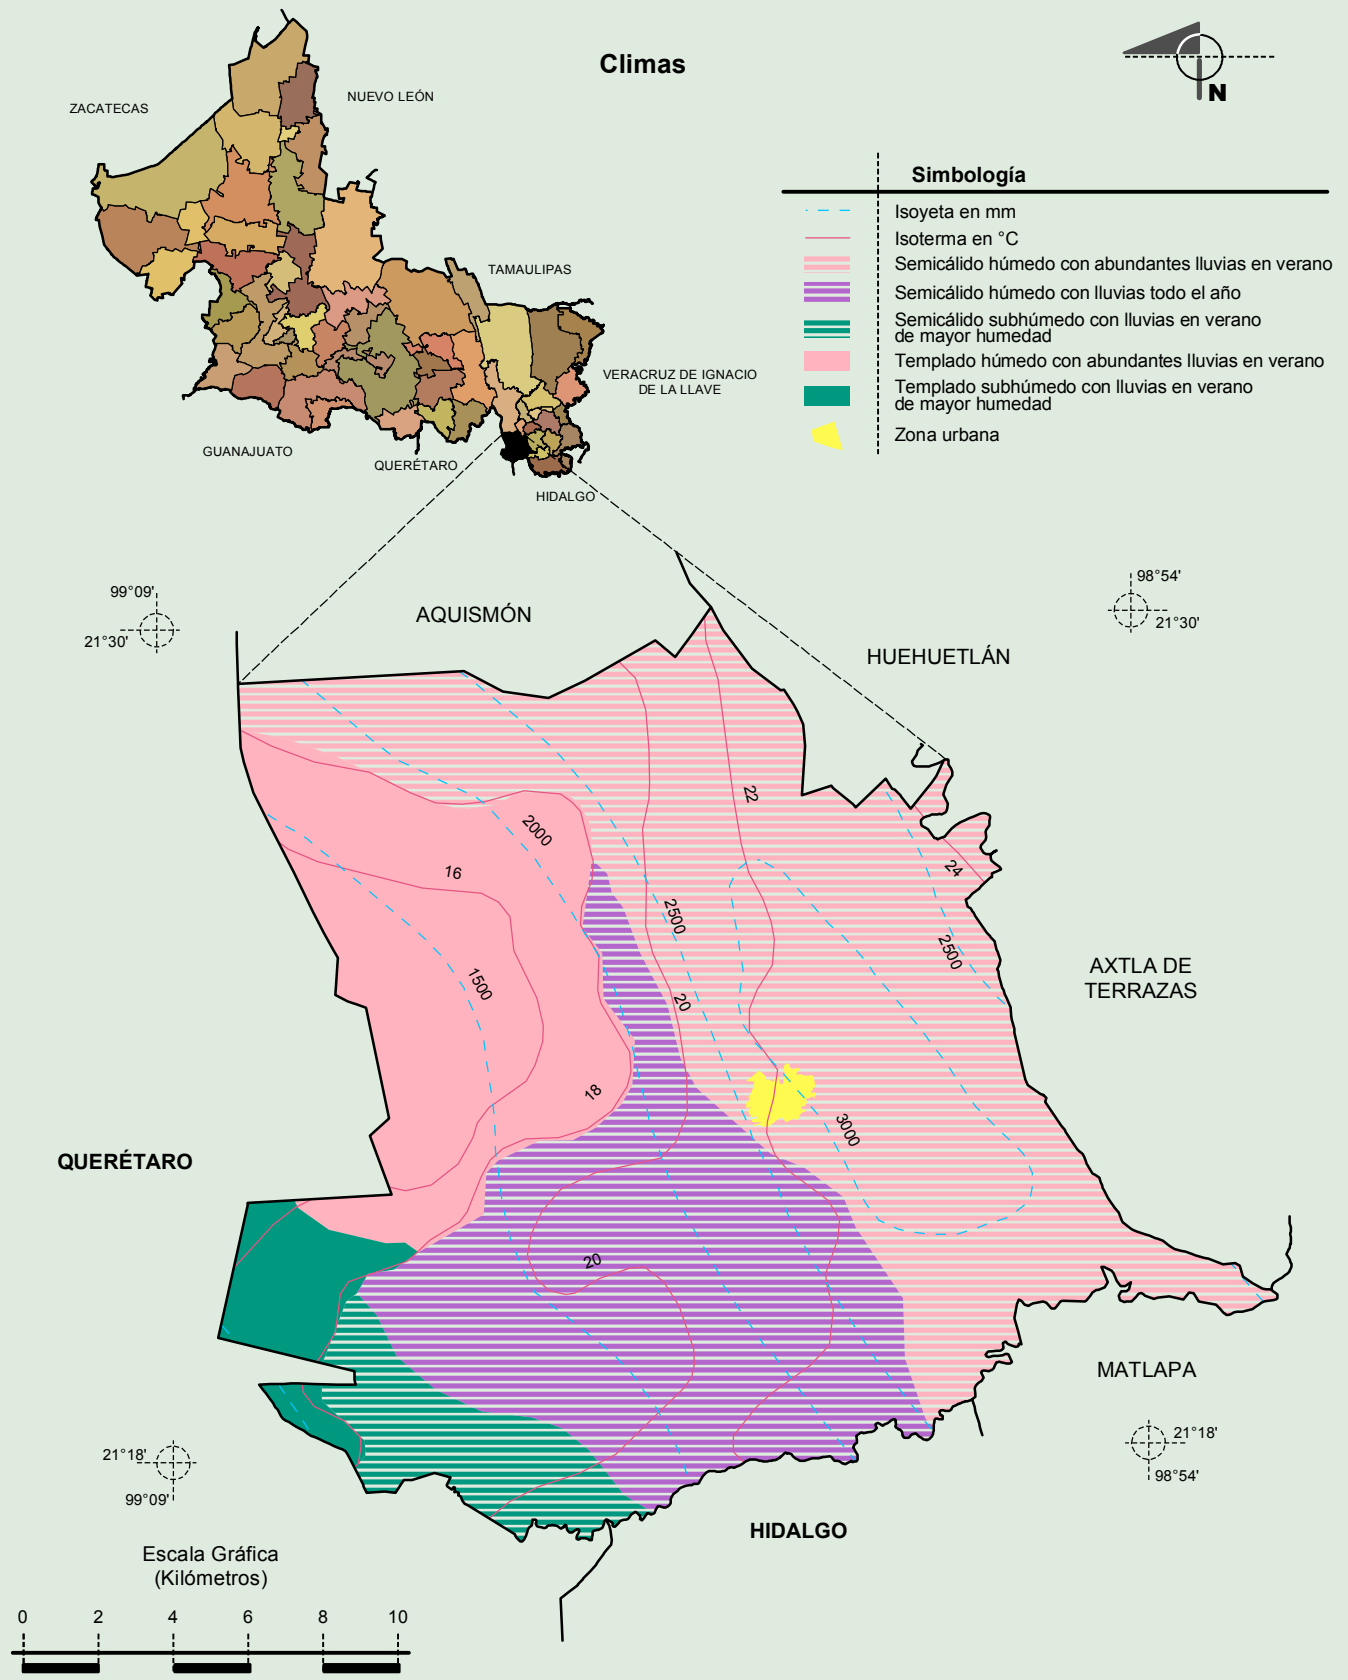 Climas
N
ZACATECAS
NUEVO LEÓN
TAMAULIPAS
VERACRUZ DE IGNACIO
DE LA LLAVE
GUANAJUATO
QUERÉTARO
HIDALGO
Simbología
Isoyeta en mm
Isoterma en °C
Semicálido húmedo con abundantes lluvias en verano
Semicálido húmedo con lluvias todo el año
Semicálido subhúmedo con lluvias en verano
de mayor humedad
Templado húmedo con abundantes lluvias en verano
Templado subhúmedo con lluvias en verano
de mayor humedad
Zona urbana
99°09'
21°30'
98°54'
21°30'
AQUISMÓN
HUEHUETLÁN
22
2000
16
24
2500
2500
1500
20
AXTLA DE
TERRAZAS
18
3000
QUERÉTARO
20
MATLAPA
21°18'
99°09'
21°18'
98°54'
HIDALGO
Escala Gráfica
(Kilómetros)
0 2 4 6 8 10